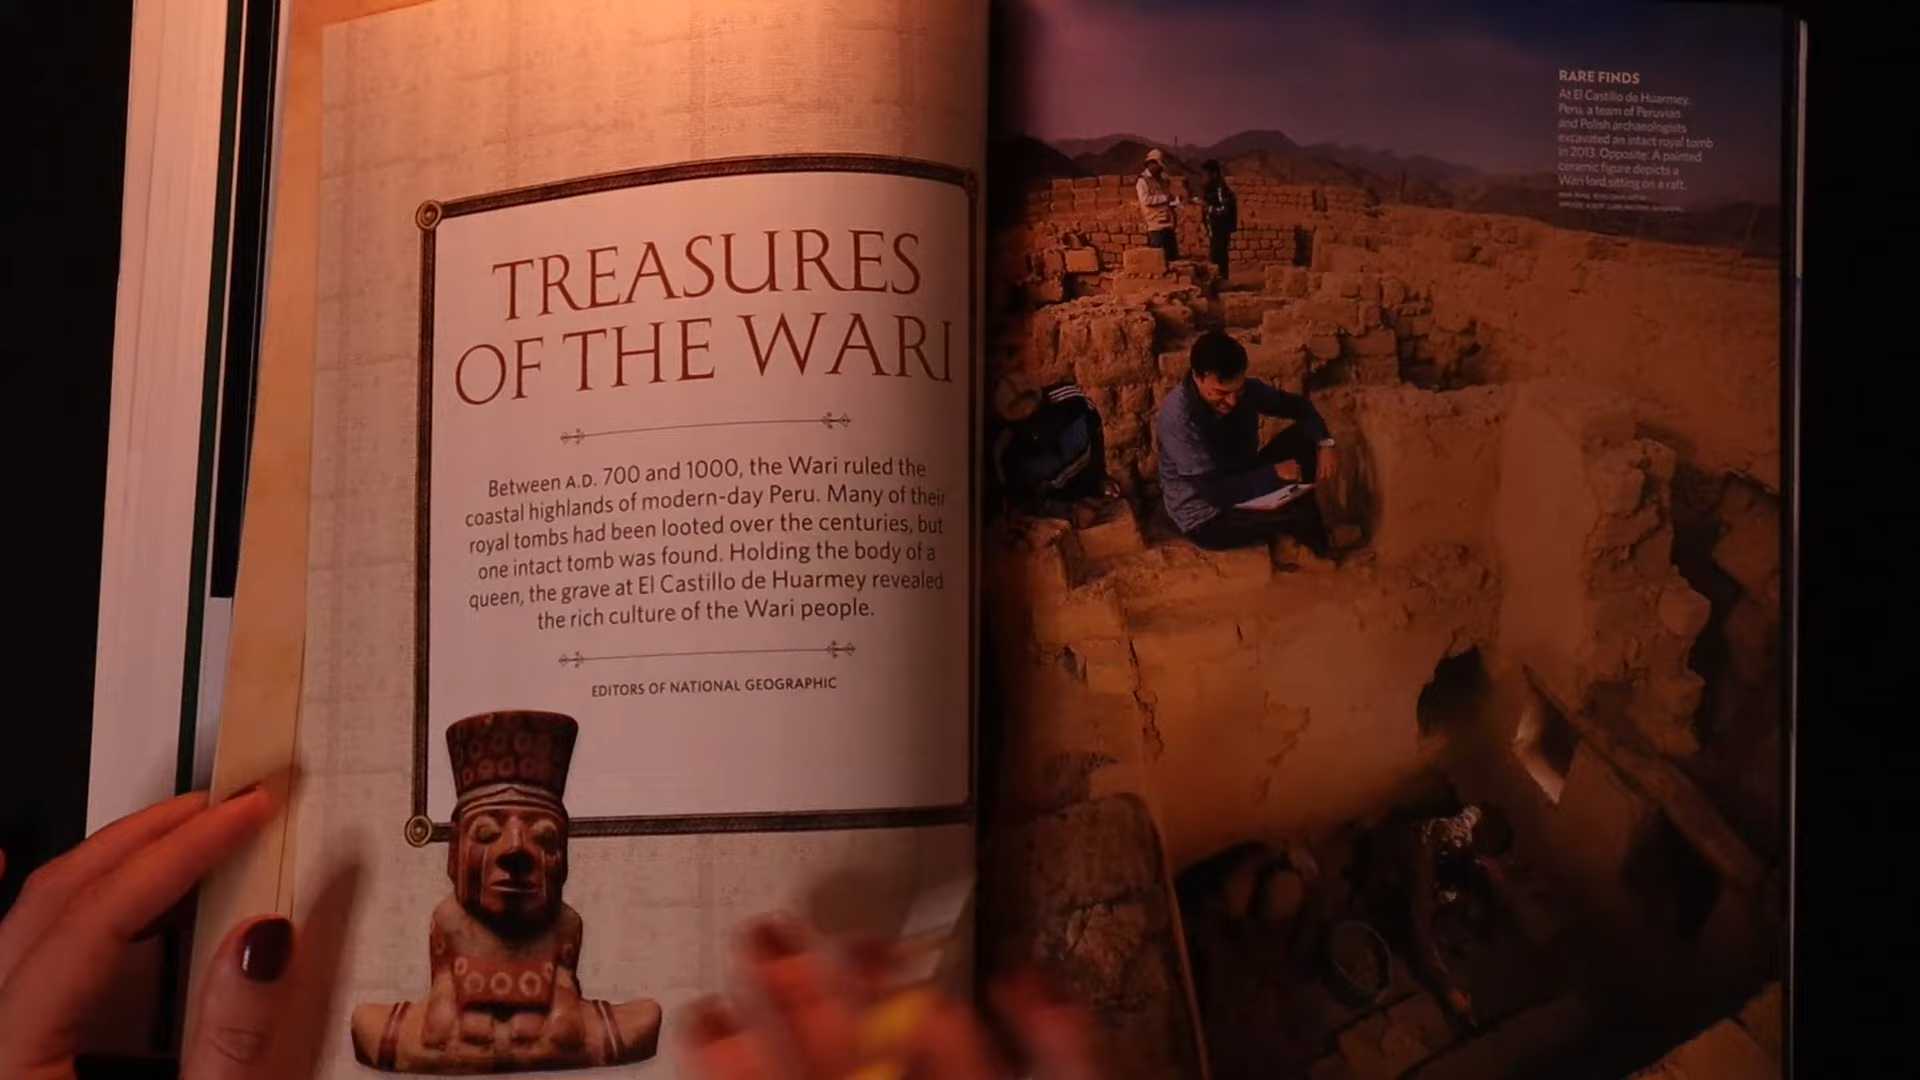 TREASURES
OF THE WARI
Between A.D. 700 and 1000, the Wari ruled the
coastal highlands of modern-day Peru. Many of their
royal tombs had been looted over the centuries, but
one intact tomb was found. Holding the body of a
queen, the grave at El Castillo de Huarmey revealed
the rich culture of the Wari people.
EDITORS OF NATIONAL GEOGRAPHIC
RARE FINDS
At El Castillo de Huarmey,
Peru, a team of Peruvian
and Polish archaeologists
excavated an intact royal tomb
in 2013. Opposite: A painted
ceramic figure depicts a
Wari lord sitting on a raft.